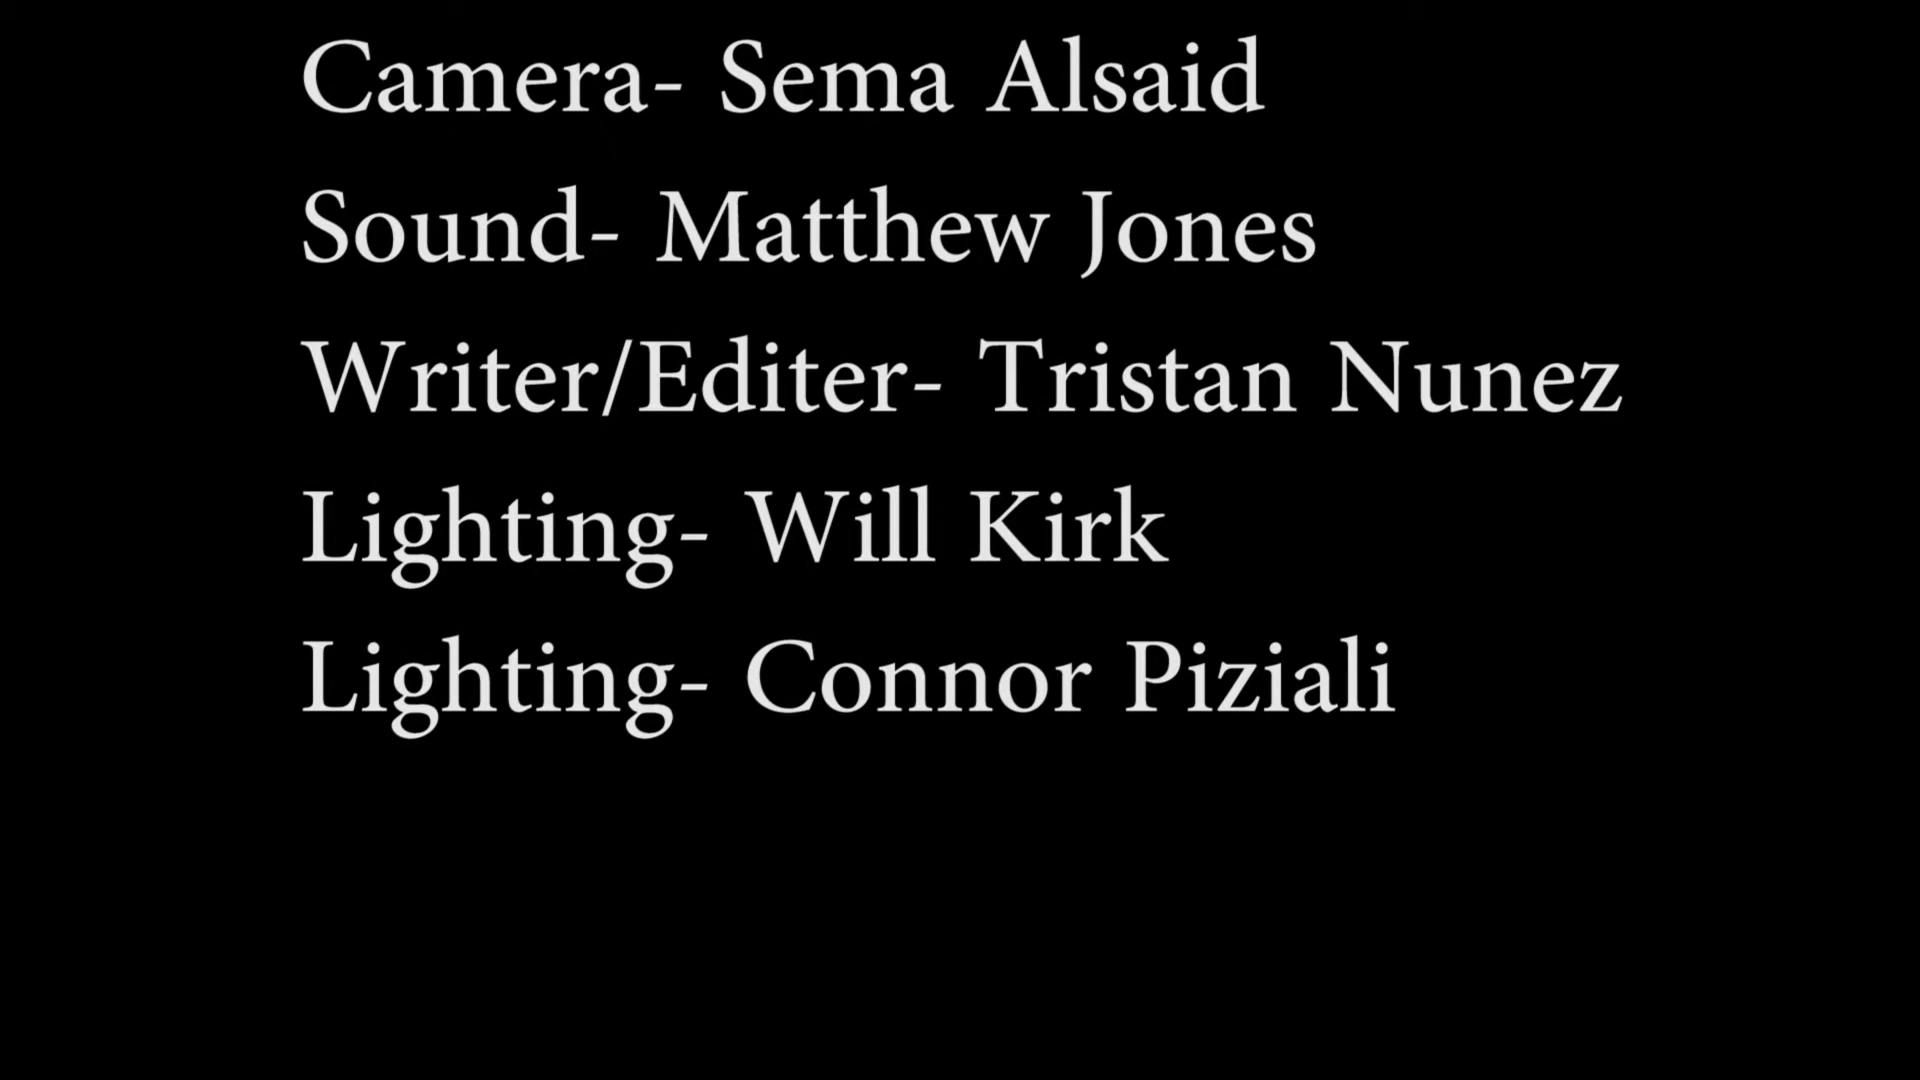 Camera- Sema Alsaid
Sound- Matthew Jones
Writer/Editer- Tristan Nunez
Lighting- Will Kirk
Lighting- Connor Piziali